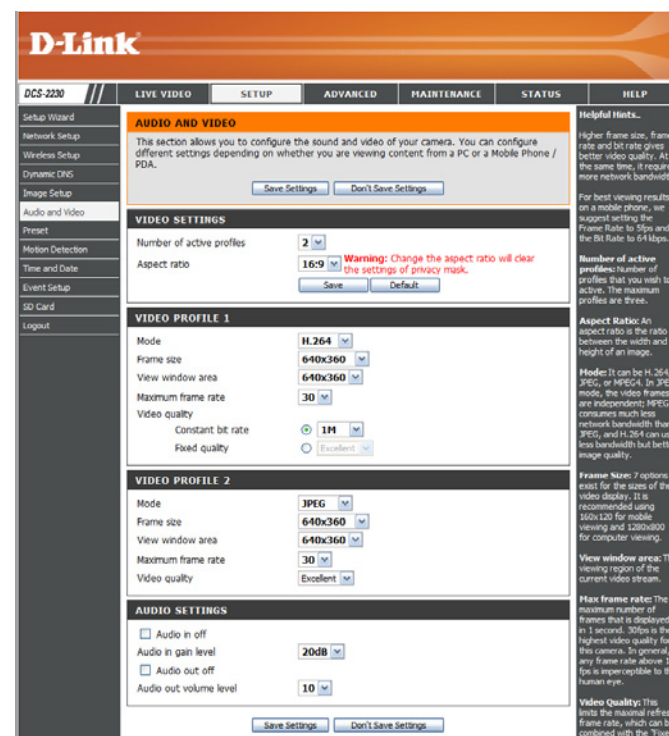 D-Link
DCS-2230 LIVE VIDEO SETUP ADVANCED MAINTENANCE STATUS HELP
Setup Wizard
Network Setup
Wireless Setup
Dynamic DNS
Image Setup
Audio and Video
Preset
Motion Detection
Time and Date
Event Setup
SD Card
Logout
AUDIO AND VIDEO
This section allows you to configure the sound and video of your camera. You can configure
different settings depending on whether you are viewing content from a PC or a Mobile Phone /
PDA.
Save Settings Don't Save Settings
VIDEO SETTINGS
Number of active profiles 2
Aspect ratio 16:9 Warning: Change the aspect ratio will clear
the settings of privacy mask.
Save Default
VIDEO PROFILE 1
Mode H.264
Frame size 640x360
View window area 640x360
Maximum frame rate 30
Video quality
Constant bit rate 1M
Fixed quality Excellent
VIDEO PROFILE 2
Mode JPEG
Frame size 640x360
View window area 640x360
Maximum frame rate 30
Video quality Excellent
AUDIO SETTINGS
Audio in off
Audio in gain level 20dB
Audio out off
Audio out volume level 10
Save Settings Don't Save Settings
Helpful Hints..
Higher frame size, frame
rate and bit rate gives
better video quality. At
the same time, it
more network
For best viewing results
on a mobile phone, we
suggest setting the
Frame Rate to 5fps and
the Bit Rate to 64 kbps.
Number of active
profiles: Number of
profiles that you wish to
active. The maximum
profiles are three.
Aspect Ratio: An
aspect ratio is the ratio
between the width and
height of an image.
Mode: It can be H.264,
JPEG, or MPEG4. In
mode, the video frames
are independent;
consumes much less
network bandwidth
JPEG, and H.264 can
less bandwidth but
image quality.
Frame Size: 7 options
exist for the sizes of the
video display. It is
recommended using
160x120 for mobile
viewing and 1280x800
for computer viewing.
View window area:
viewing region of the
current video stream.
Max frame rate: The
maximum number of
frames that is displayed
in 1 second. 30fps is the
highest video quality for
this camera. In general,
any frame rate above
fps is imperceptible to
human eye.
Video Quality: This
limits the maximal
frame rate, which can
combined with the